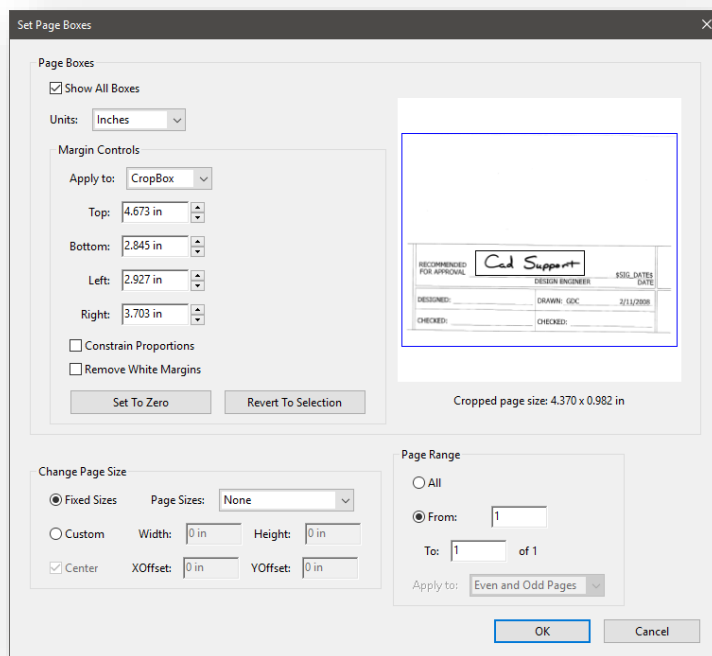 Set Page Boxes
Page Boxes
Show All Boxes
Units: Inches
Margin Controls
Apply to: CropBox
Top: 4.673 in
Bottom: 2.845 in
Left: 2.927 in
Right: 3.703 in
Constrain Proportions
Remove White Margins
Set To Zero Revert To Selection
RECOMMENDED
FOR APPROVAL
Cad Support
$SIG_DATE$
DESIGN ENGINEER DATE
DESIGNED: DRAWN: GDC 2/11/2008
CHECKED: CHECKED:
Cropped page size: 4.370 x 0.982 in
Change Page Size
Fixed Sizes Page Sizes: None
Custom Width: 0 in Height: 0 in
Center XOffset: 0 in YOffset: 0 in
Page Range
All
From: 1
To: 1 of 1
Apply to: Even and Odd Pages
OK Cancel